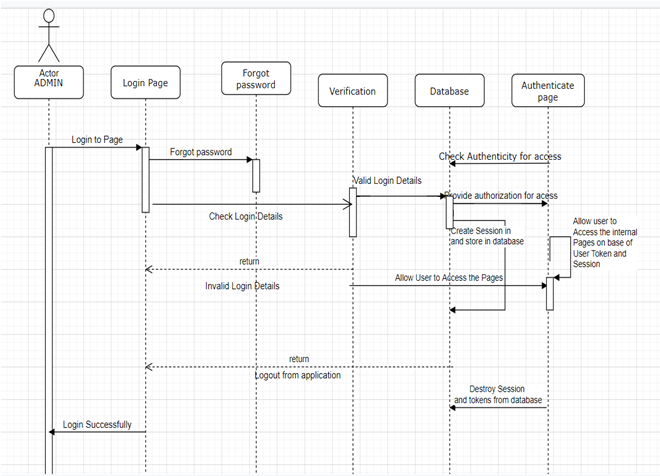 Actor
ADMIN
Login Page
Forgot
password
Verification
Database
Authenticate
page
Login to Page
Forgot password
Check Authenticity for access
Valid Login Details
Provide authorization for acess
Check Login Details
Create Session in
and store in database
Allow user to
Access the internal
Pages on base of
User Token and
Session
return
Invalid Login Details
Allow User to Access the Pages
return
Logout from application
Destroy Session
and tokens from database
Login Successfully